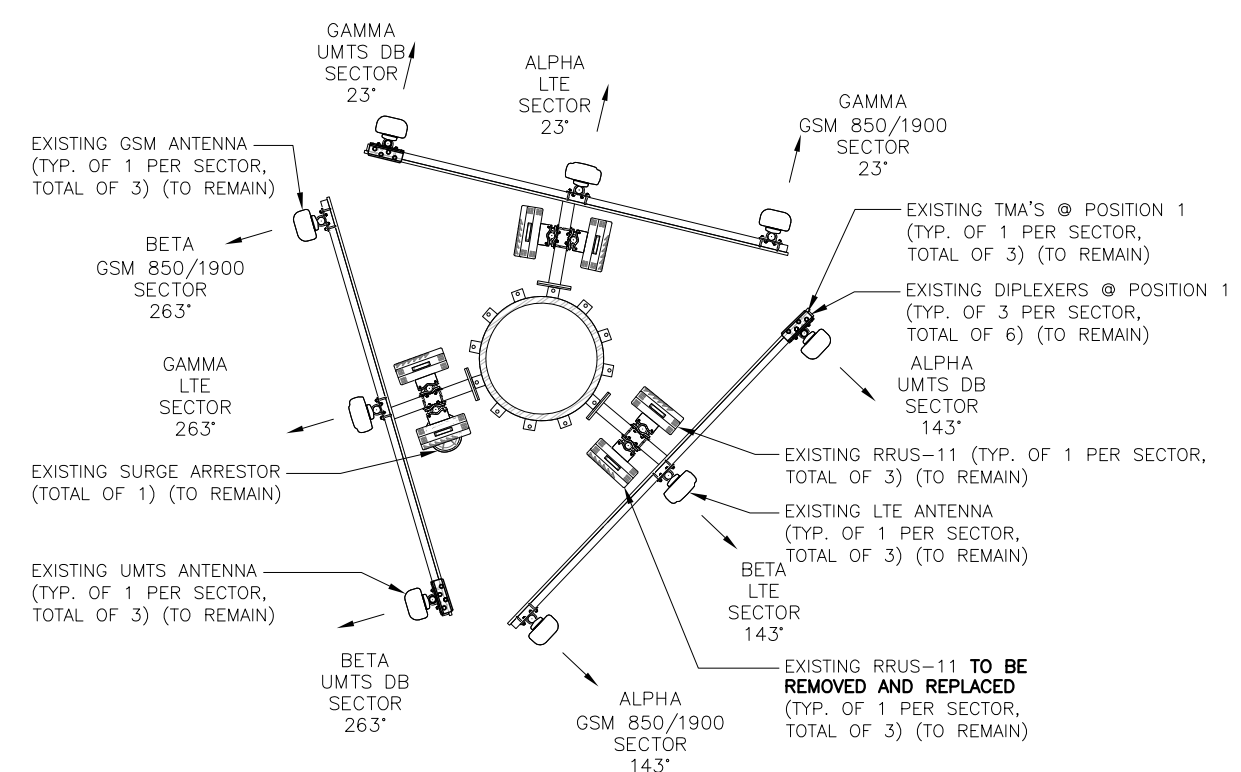 GAMMA
UMTS DB
SECTOR
23°
ALPHA
LTE
SECTOR
23°
GAMMA
GSM 850/1900
SECTOR
23°
EXISTING GSM ANTENNA
(TYP. OF 1 PER SECTOR,
TOTAL OF 3) (TO REMAIN)
BETA
GSM 850/1900
SECTOR
263°
EXISTING TMA'S @ POSITION 1
(TYP. OF 1 PER SECTOR,
TOTAL OF 3) (TO REMAIN)
EXISTING DIPLEXERS @ POSITION 1
(TYP. OF 3 PER SECTOR,
TOTAL OF 6) (TO REMAIN)
GAMMA
LTE
SECTOR
263°
ALPHA
UMTS DB
SECTOR
143°
EXISTING SURGE ARRESTOR
(TOTAL OF 1) (TO REMAIN)
EXISTING RRUS-11 (TYP. OF 1 PER SECTOR,
TOTAL OF 3) (TO REMAIN)
EXISTING LTE ANTENNA
(TYP. OF 1 PER SECTOR,
TOTAL OF 3) (TO REMAIN)
BETA
LTE
SECTOR
143°
EXISTING UMTS ANTENNA
(TYP. OF 1 PER SECTOR,
TOTAL OF 3) (TO REMAIN)
BETA
UMTS DB
SECTOR
263°
ALPHA
GSM 850/1900
SECTOR
143°
EXISTING RRUS-11 TO BE
REMOVED AND REPLACED
(TYP. OF 1 PER SECTOR,
TOTAL OF 3) (TO REMAIN)